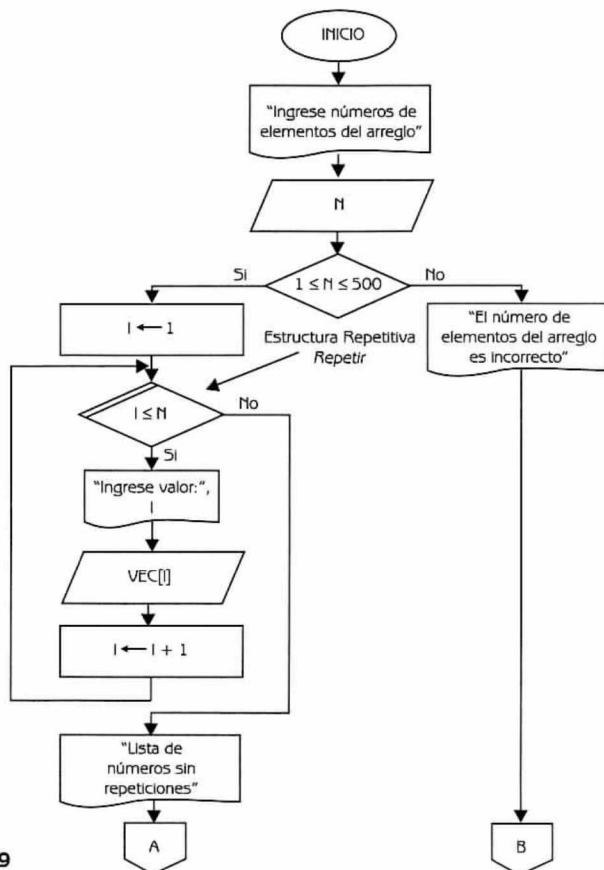 INICIO
“Ingrese números de
elementos del arreglo”
N
Si
1 ≤ N ≤ 500
No
I ← 1
Estructura Repetitiva
Repetir
“El número de
elementos del arreglo
es incorrecto”
I ≤ N
No
Si
“Ingrese valor:”,
I
VEC[I]
I ← I + 1
“Lista de
números sin
repeticiones”
A
B
9